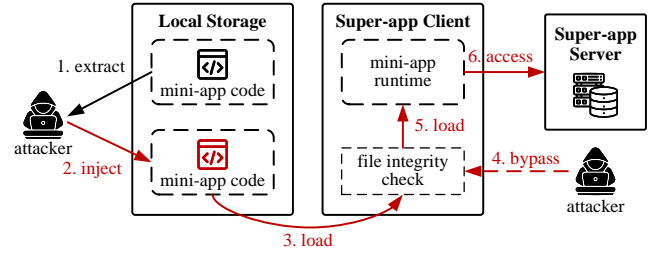 Local Storage
Super-app Client
Super-app
Server
1. extract
mini-app code
attacker
2. inject
mini-app code
3. load
mini-app
runtime
6. access
5. load
file integrity
check
4. bypass
attacker